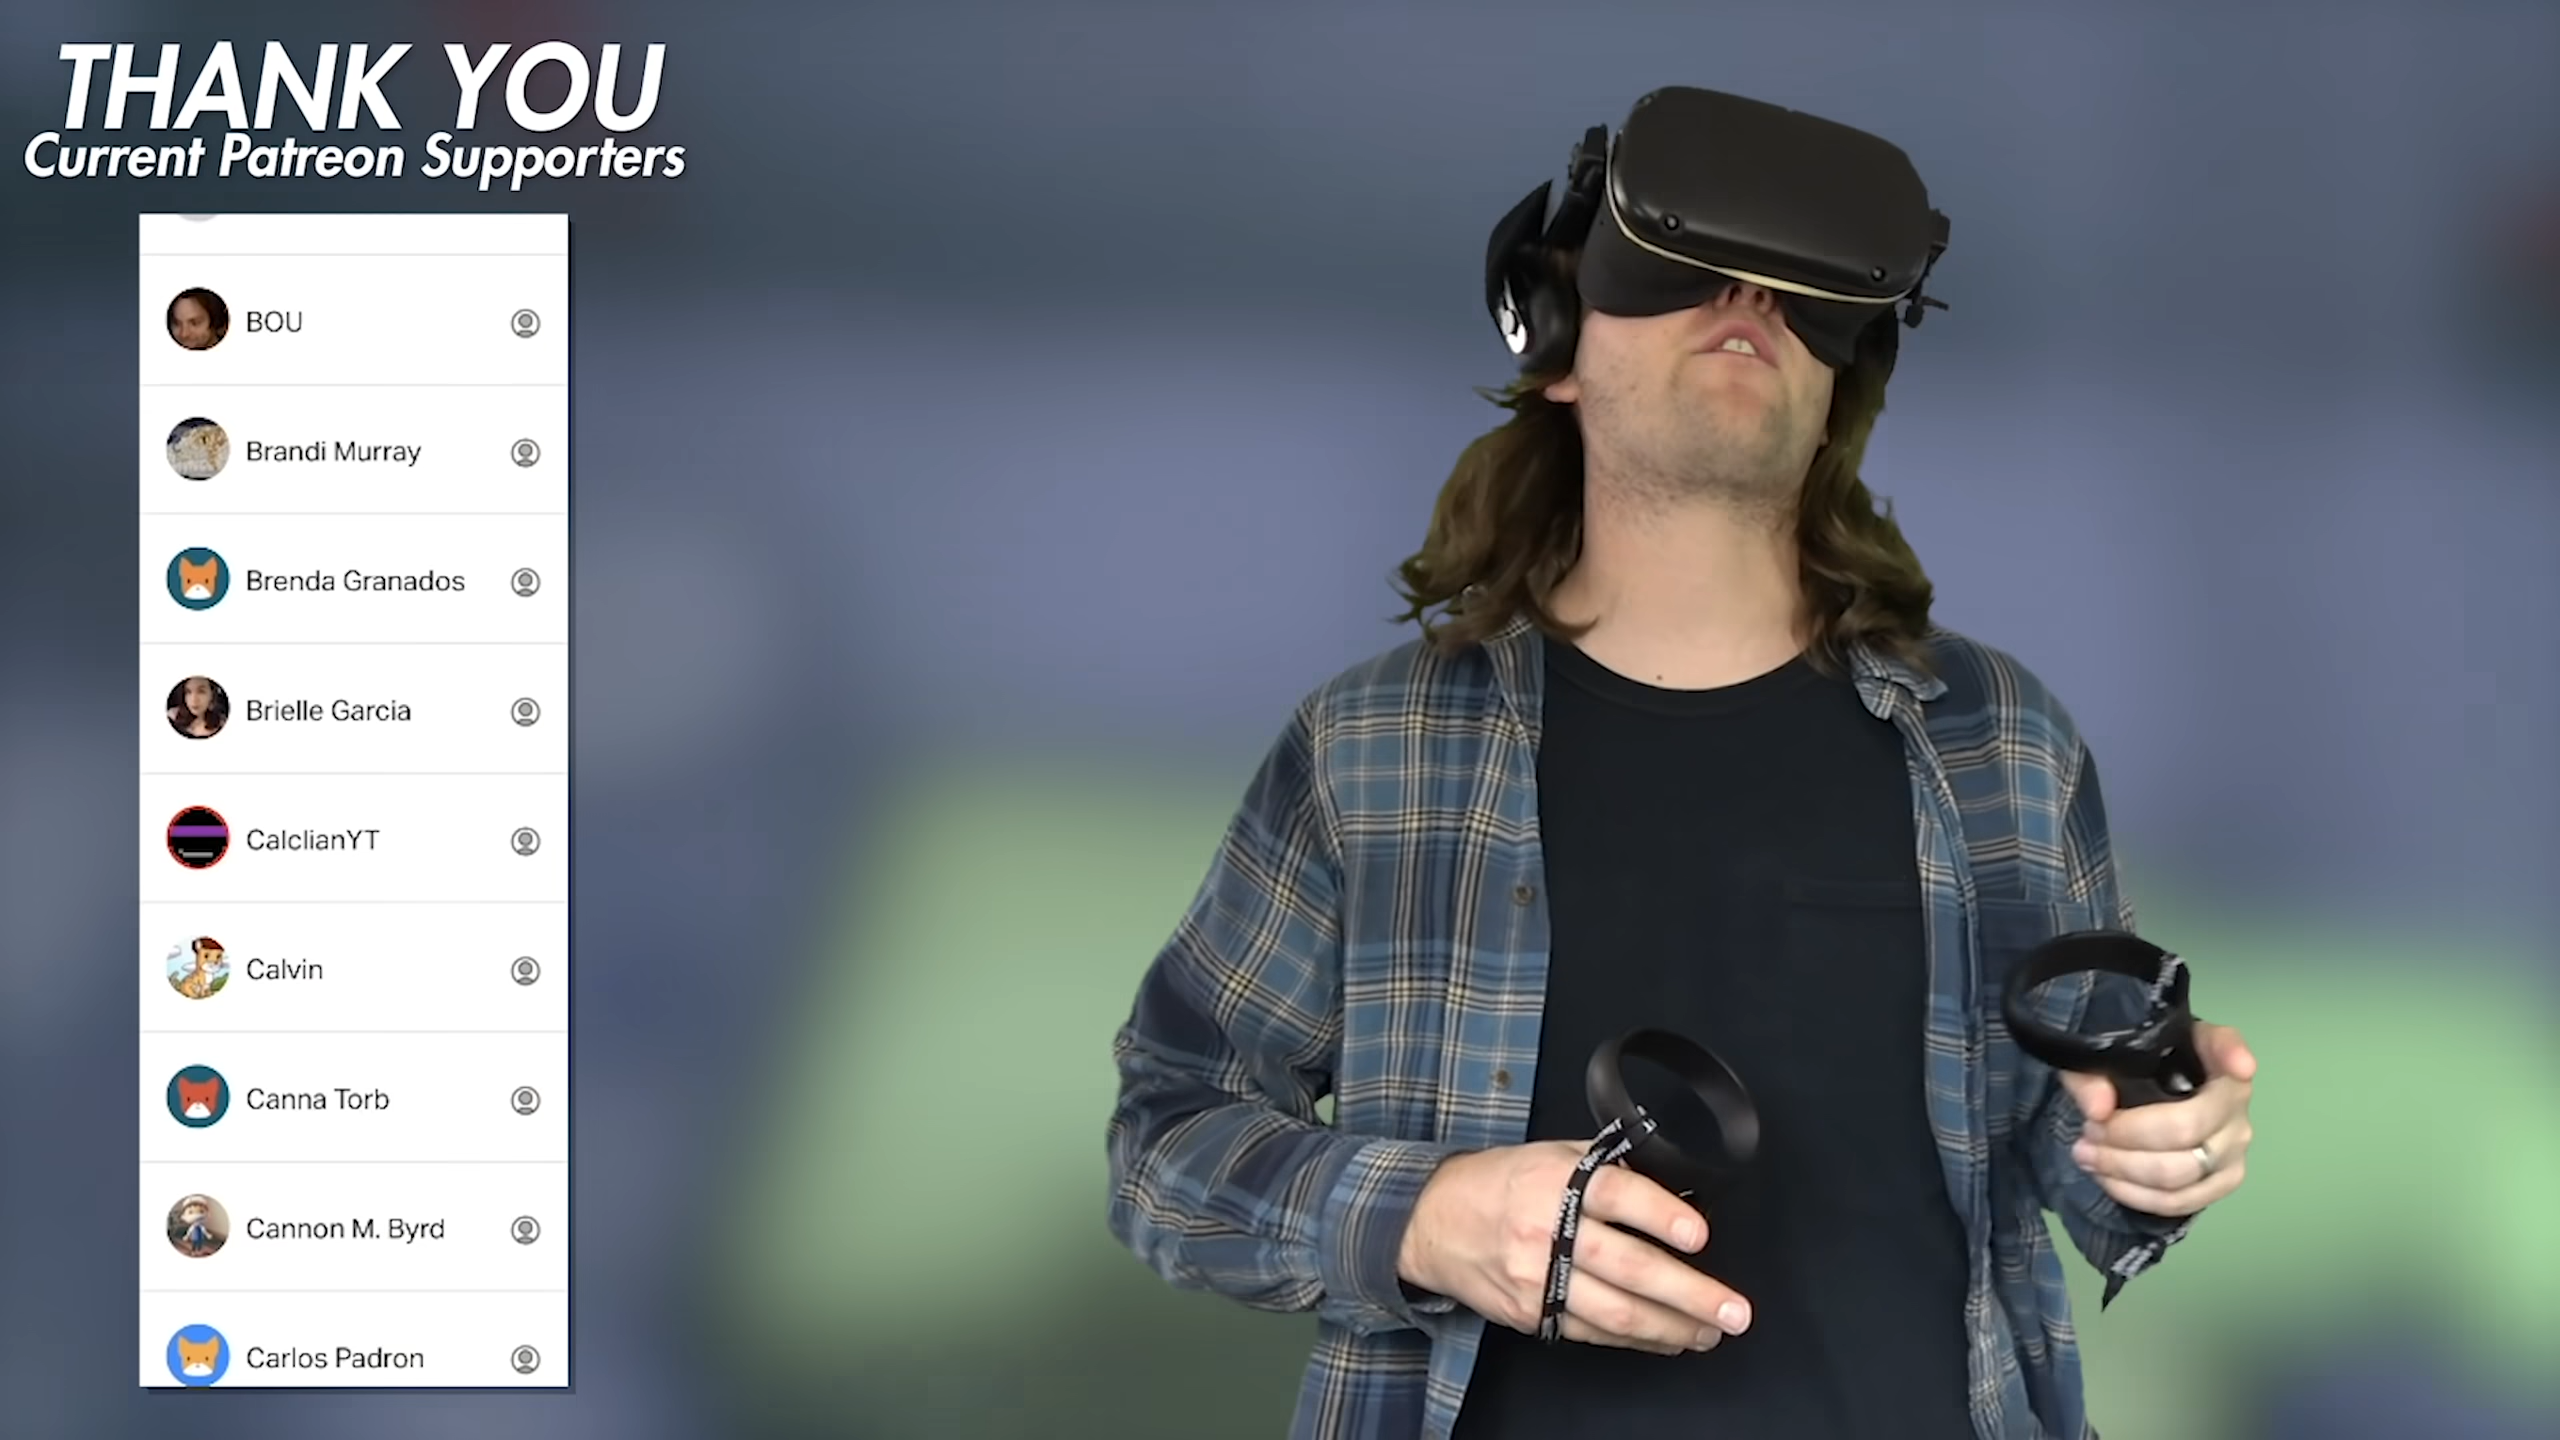 THANK YOU
Current Patreon Supporters
BOU
Brandi Murray
Brenda Granados
Brielle Garcia
CalclianYT
Calvin
Canna Torb
Cannon M. Byrd
Carlos Padron